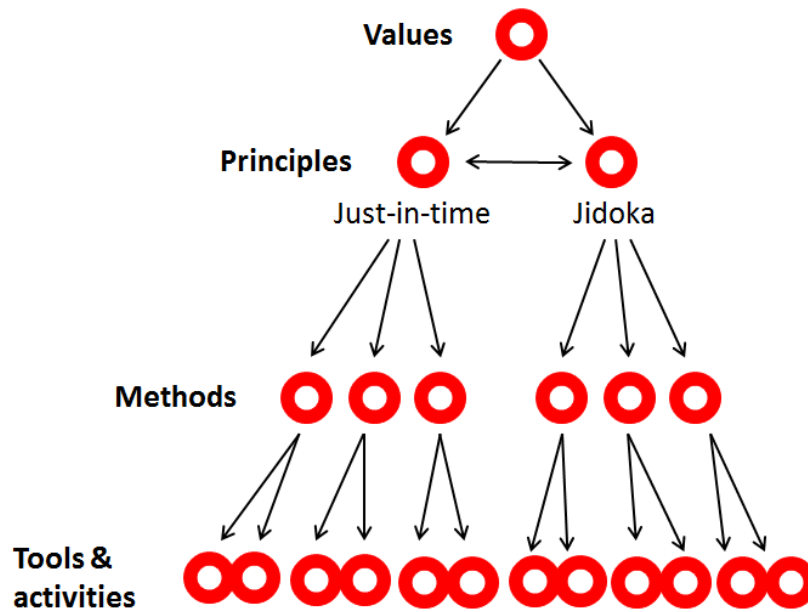 Values
Principles
Just-in-time
Jidoka
Methods
Tools &
activities